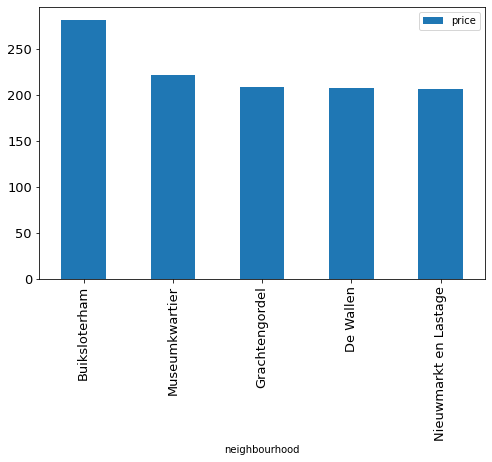 price
250
200
150
100
50
0
Buiksloterham
Museumkwartier
Grachtengordel
De Wallen
Nieuwmarkt en Lastage
neighbourhood